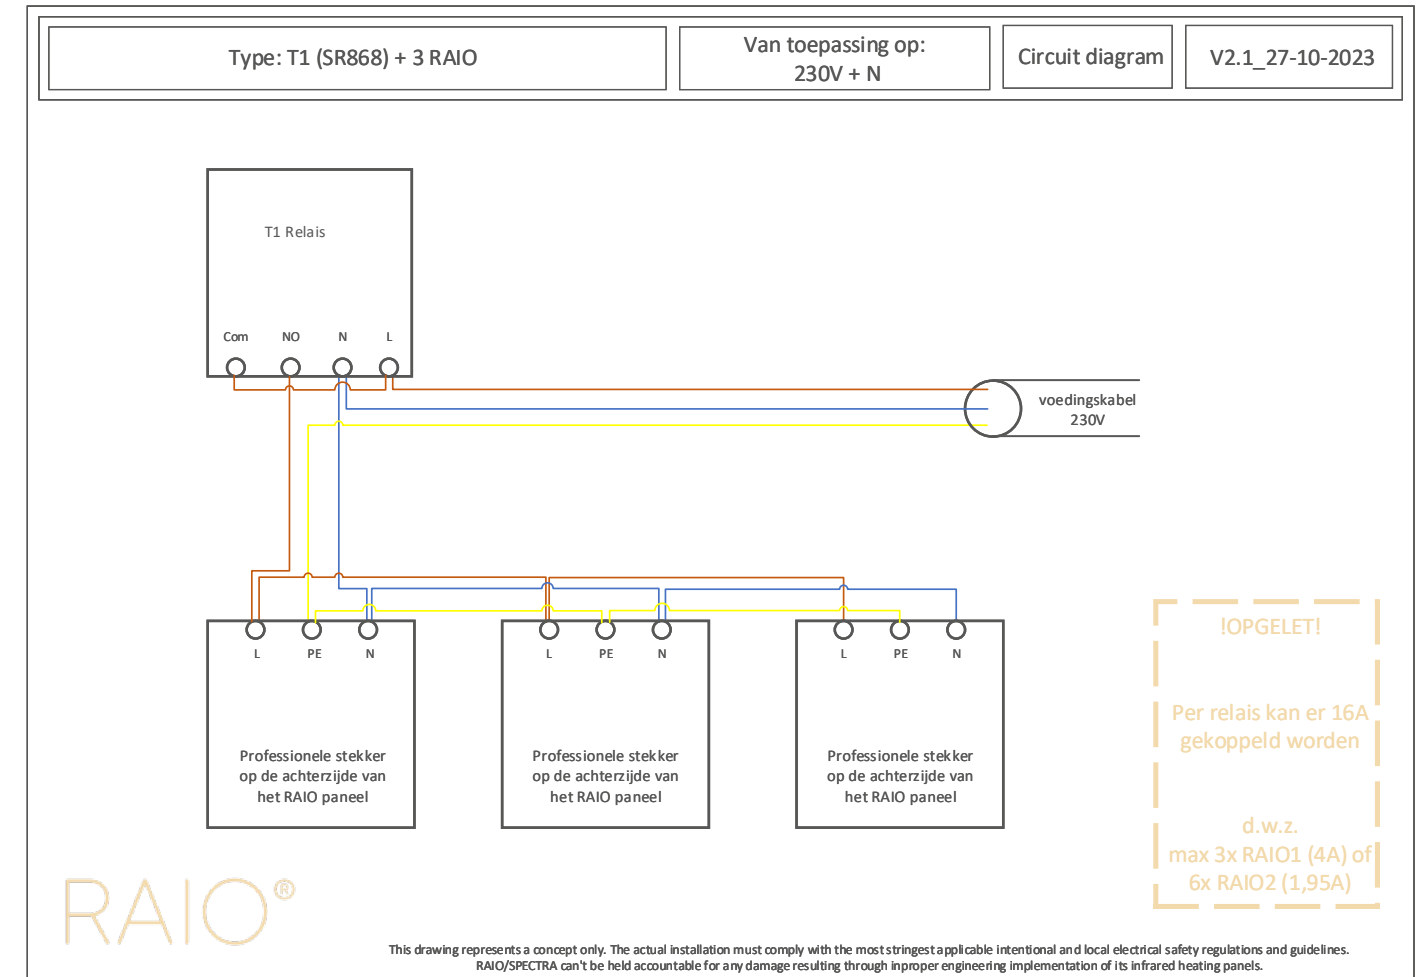 Type: T1 (SR868) + 3 RAIO
Van toepassing op:
230V + N
Circuit diagram
V2.1_27-10-2023
T1 Relais
Com NO N L
voedingskabel
230V
L PE N L PE N L PE N
Professionele stekker
op de achterzijde van
het RAIO paneel
Professionele stekker
op de achterzijde van
het RAIO paneel
Professionele stekker
op de achterzijde van
het RAIO paneel
!OPGELET!
Per relais kan er 16A
gekoppeld worden
d.w.z.
max 3x RAIO1 (4A) of
6x RAIO2 (1,95A)
RAIO®
This drawing represents a concept only. The actual installation must comply with the most stringest applicable intentional and local electrical safety regulations and guidelines.
RAIO/SPECTRA can't be held accountable for any damage resulting through inproper engineering implementation of its infrared heating panels.